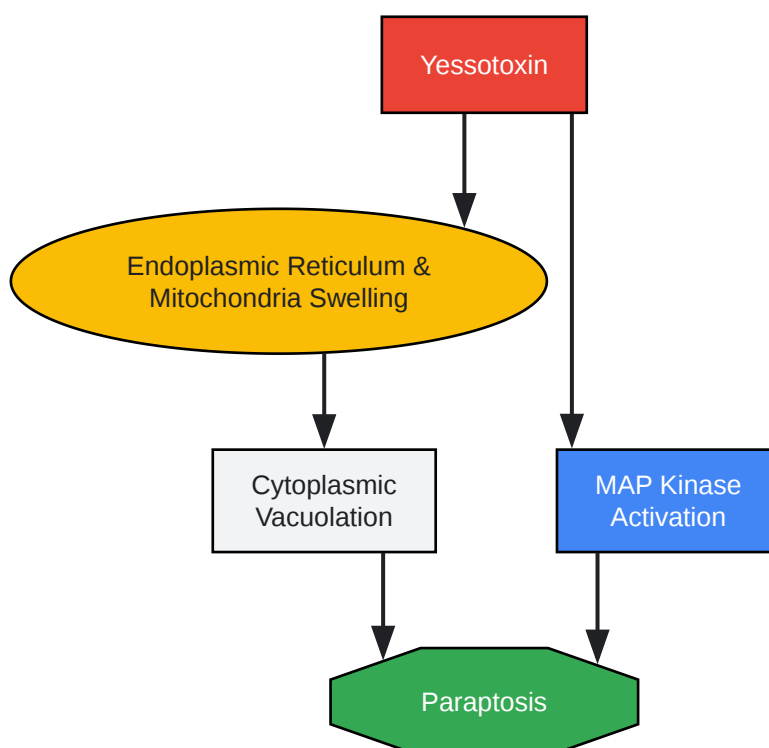 Yessotoxin
Endoplasmic Reticulum &
Mitochondria Swelling
Cytoplasmic
Vacuolation
MAP Kinase
Activation
Paraptosis